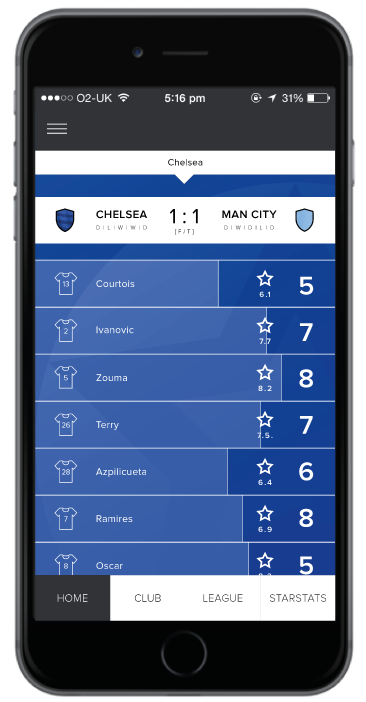 O2-UK 5:16 pm 31%
Chelsea
CHELSEA 1:1 MAN CITY
D|L|W|W|D [F/T] D|W|D|L|D
13 Courtois 6.1 5
2 Ivanovic 7.7 7
5 Zouma 8.2 8
26 Terry 7.5. 7
28 Azpilicueta 6.4 6
7 Ramires 6.9 8
8 Oscar 5
HOME CLUB LEAGUE STARSTATS